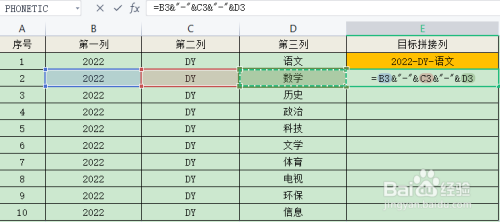 PHONETIC × ✓ fx =B3&"-"&C3&"-"&D3
A B C D E
序号 第一列 第二列 第三列 目标拼接列
1 2022 DY 语文 2022-DY-语文
2 2022 DY 数学 =B3&"-"&C3&"-"&D3
3 2022 DY 历史
4 2022 DY 政治
5 2022 DY 科技
6 2022 DY 文学
7 2022 DY 体育
8 2022 DY 电视
9 2022 DY 环保
10 2022 DY 信息
Baidu 经验
jingyan.baidu.com